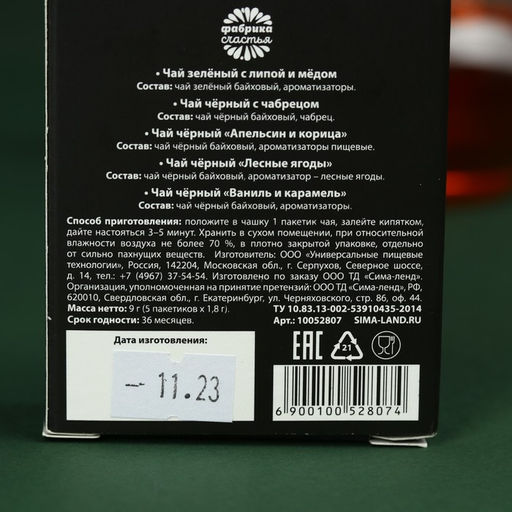 фабрика
счастья
• Чай зелёный с липой и мёдом
Состав: чай зелёный байховый, ароматизаторы.
• Чай чёрный с чабрецом
Состав: чай чёрный байховый, чабрец.
• Чай чёрный «Апельсин и корица»
Состав: чай чёрный байховый, ароматизаторы пищевые.
• Чай чёрный «Лесные ягоды»
Состав: чай чёрный байховый, ароматизатор – лесные ягоды.
• Чай чёрный «Ваниль и карамель»
Состав: чай чёрный байховый, ароматизаторы.
Способ приготовления: положите в чашку 1 пакетик чая, залейте кипятком,
дайте настояться 3–5 минут. Хранить в сухом помещении, при относительной
влажности воздуха не более 70 %, в плотно закрытой упаковке, отдельно
от сильно пахнущих веществ. Изготовитель: ООО «Универсальные пищевые
технологии», Россия, 142204, Московская обл., г. Серпухов, Северное шоссе,
д. 14, тел.: +7 (4967) 37-54-54. Изготовлено по заказу ООО ТД «Сима-ленд».
Организация, уполномоченная на принятие претензий: ООО ТД «Сима-ленд», РФ,
620010, Свердловская обл., г. Екатеринбург, ул. Черняховского, стр. 86, оф. 44.
Масса нетто: 9 г (5 пакетиков x 1,8 г). ТУ 10.83.13-002-53910435-2014
Срок годности: 36 месяцев. Арт.: 10052807 SIMA-LAND.RU
Дата изготовления:
— 11.23
EAC
21
6 900100 528074